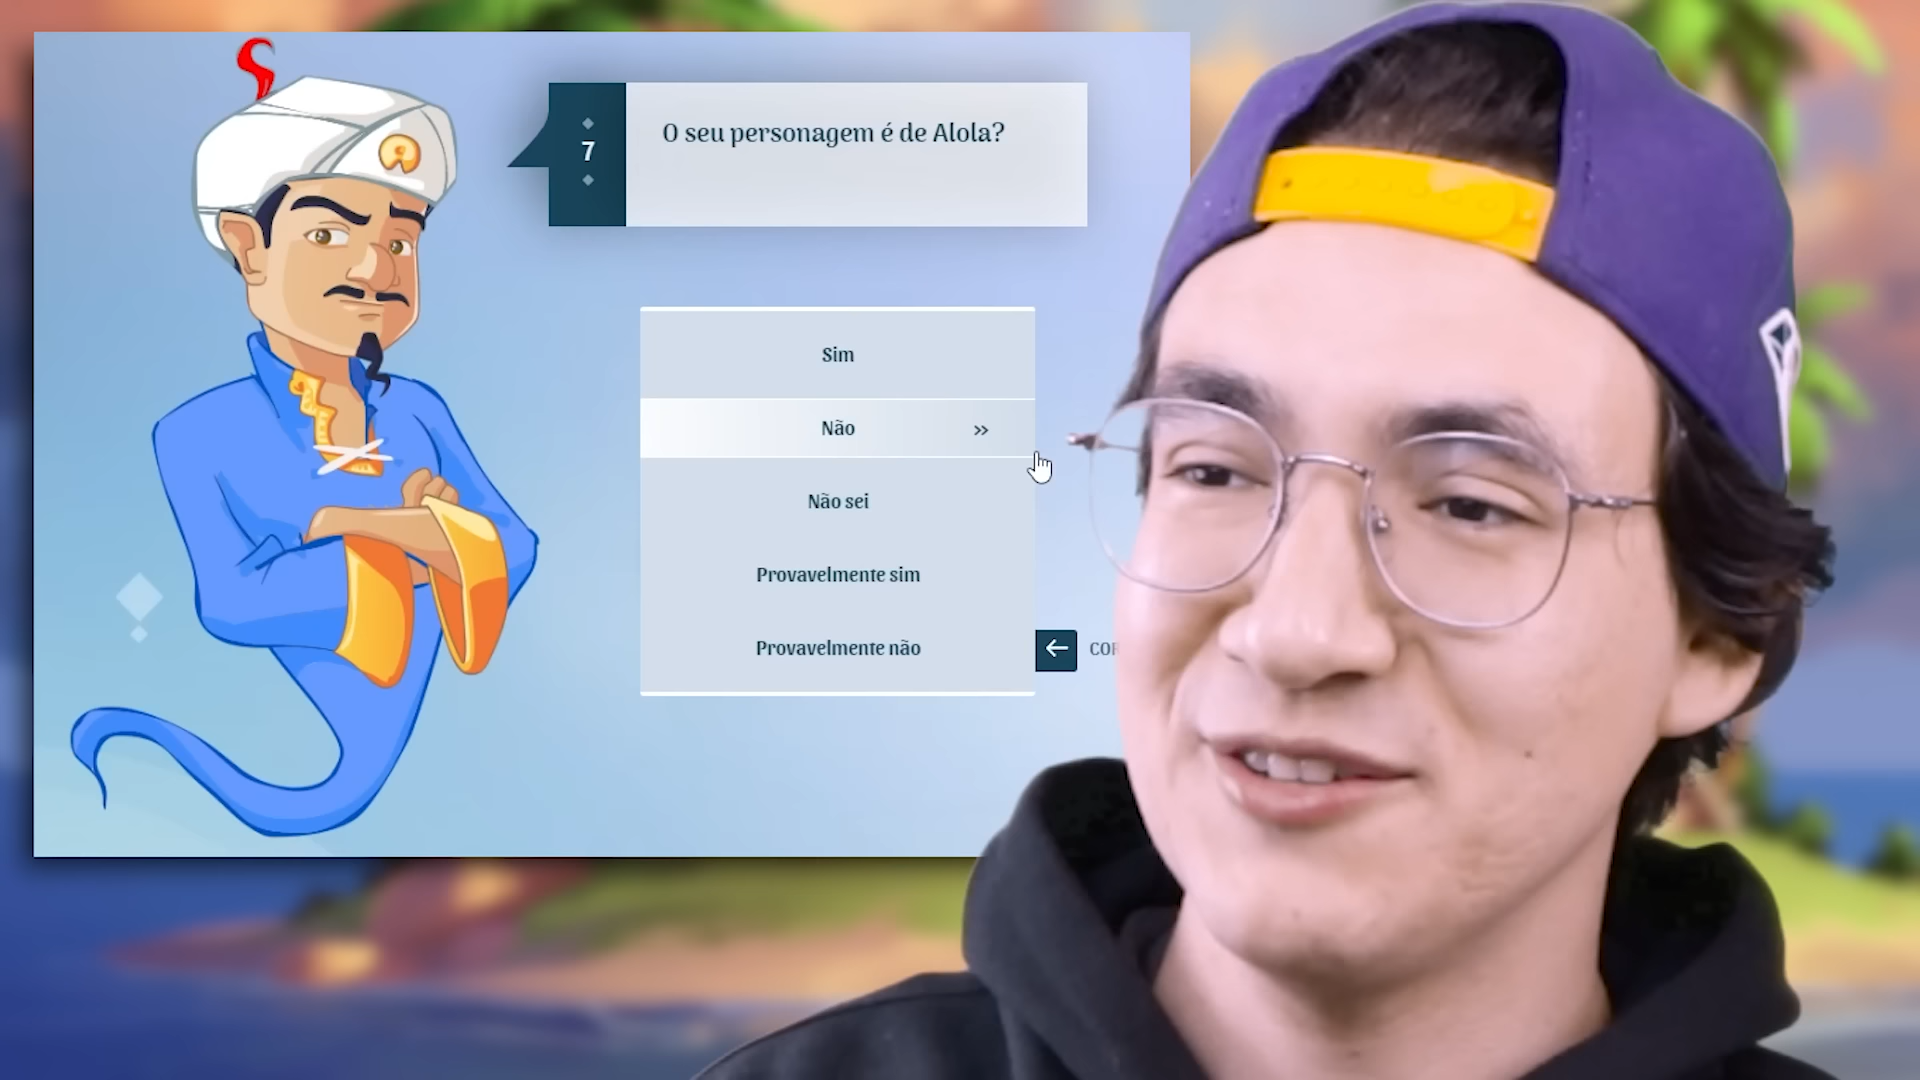 7
O seu personagem é de Alola?
Sim
Não
Não sei
Provavelmente sim
Provavelmente não